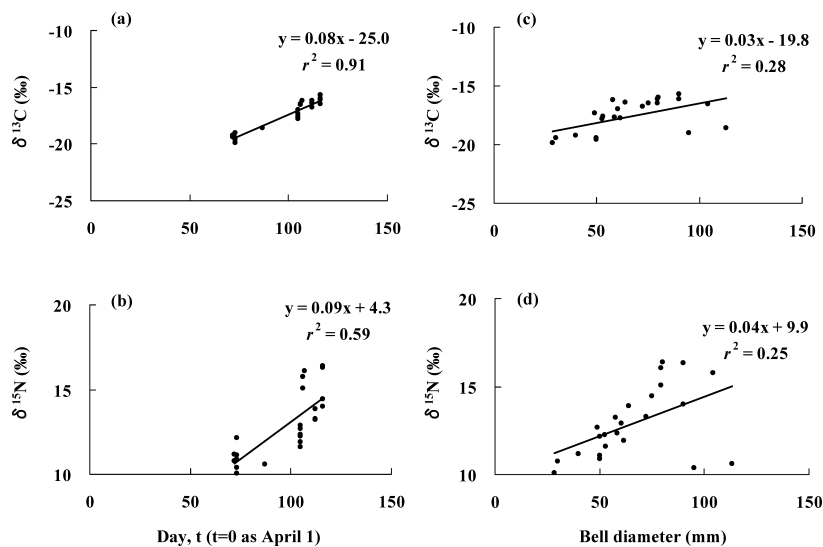 (a)
y = 0.08x - 25.0
r² = 0.91
δ ¹³C (‰)
-10
-15
-20
-25
0
50
100
150
(c)
y = 0.03x - 19.8
r² = 0.28
δ ¹³C (‰)
-10
-15
-20
-25
0
50
100
150
(b)
y = 0.09x + 4.3
r² = 0.59
δ ¹⁵N (‰)
20
15
10
0
50
100
150
Day, t (t=0 as April 1)
(d)
y = 0.04x + 9.9
r² = 0.25
δ ¹⁵N (‰)
20
15
10
0
50
100
150
Bell diameter (mm)